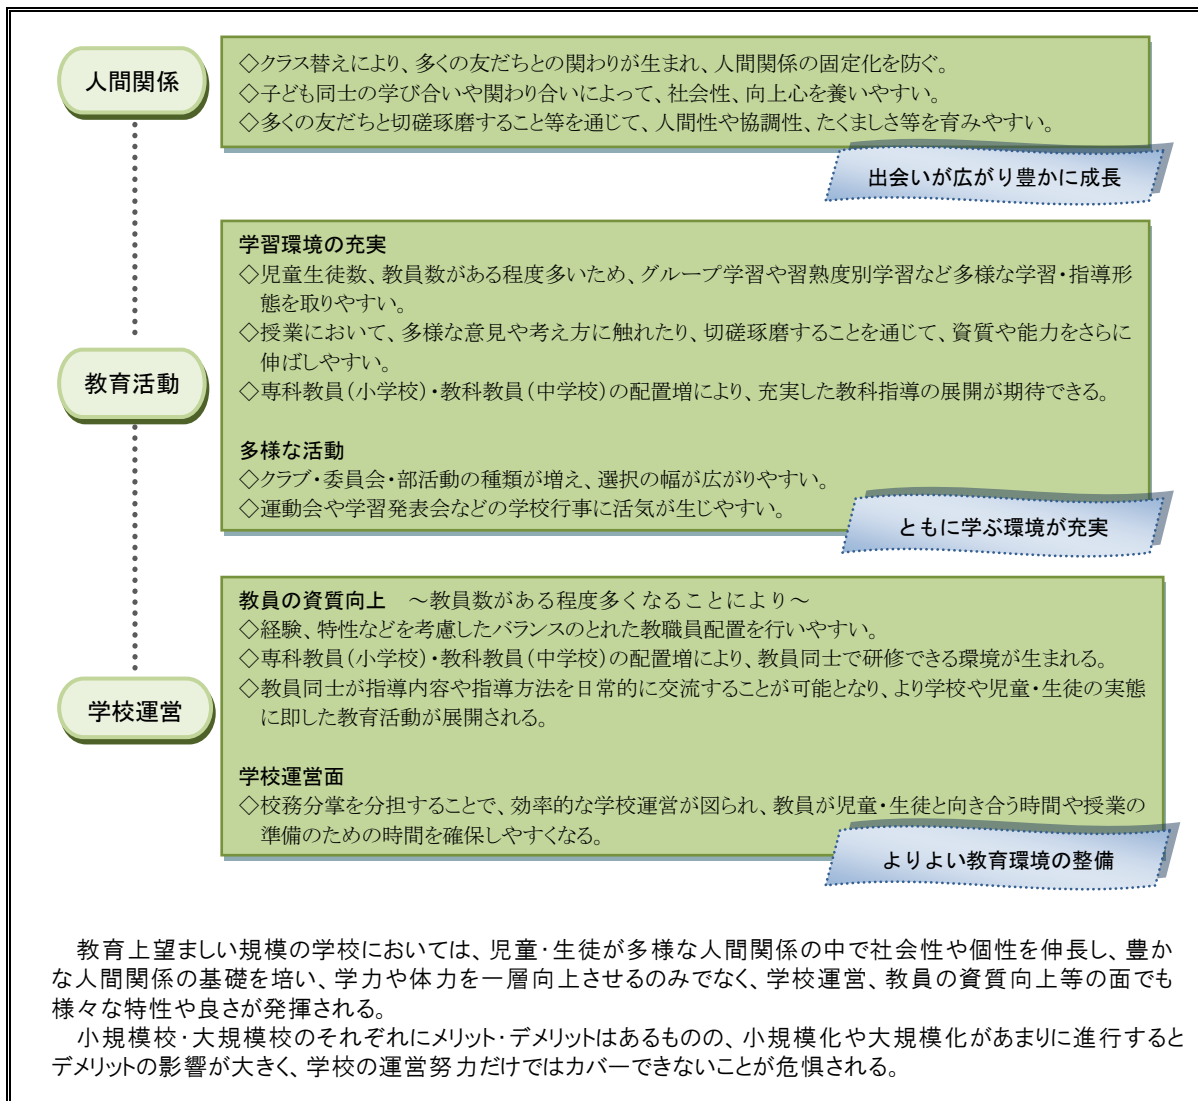 人間関係
◇クラス替えにより、多くの友だちとの関わりが生まれ、人間関係の固定化を防ぐ。
◇子ども同士の学び合いや関わり合いによって、社会性、向上心を養いやすい。
◇多くの友だちと切磋琢磨すること等を通じて、人間性や協調性、たくましさ等を育みやすい。
出会いが広がり豊かに成長
教育活動
学習環境の充実
◇児童生徒数、教員数がある程度多いため、グループ学習や習熟度別学習など多様な学習・指導形
態を取りやすい。
◇授業において、多様な意見や考え方に触れたり、切磋琢磨することを通じて、資質や能力をさらに
伸ばしやすい。
◇専科教員(小学校)・教科教員(中学校)の配置増により、充実した教科指導の展開が期待できる。
多様な活動
◇クラブ・委員会・部活動の種類が増え、選択の幅が広がりやすい。
◇運動会や学習発表会などの学校行事に活気が生じやすい。
ともに学ぶ環境が充実
学校運営
教員の資質向上 ～教員数がある程度多くなることにより～
◇経験、特性などを考慮したバランスのとれた教職員配置を行いやすい。
◇専科教員(小学校)・教科教員(中学校)の配置増により、教員同士で研修できる環境が生まれる。
◇教員同士が指導内容や指導方法を日常的に交流することが可能となり、より学校や児童・生徒の実態
に即した教育活動が展開される。
学校運営面
◇校務分掌を分担することで、効率的な学校運営が図られ、教員が児童・生徒と向き合う時間や授業の
準備のための時間を確保しやすくなる。
よりよい教育環境の整備
教育上望ましい規模の学校においては、児童・生徒が多様な人間関係の中で社会性や個性を伸長し、豊か
な人間関係の基礎を培い、学力や体力を一層向上させるのみでなく、学校運営、教員の資質向上等の面でも
様々な特性や良さが発揮される。
小規模校・大規模校のそれぞれにメリット・デメリットはあるものの、小規模化や大規模化があまりに進行すると
デメリットの影響が大きく、学校の運営努力だけではカバーできないことが危惧される。